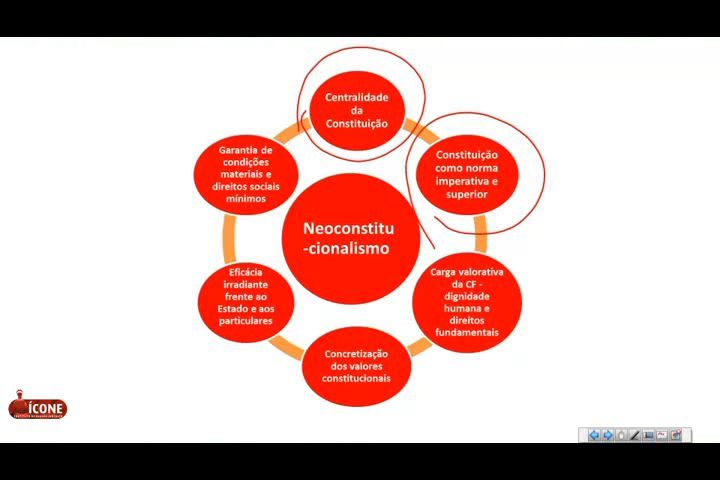 Centralidade
da
Constituição
Constituição
como norma
imperativa e
superior
Carga valorativa
da CF -
dignidade
humana e
direitos
fundamentais
Concretização
dos valores
constitucionais
Eficácia
irradiante
frente ao
Estado e aos
particulares
Garantia de
condições
materiais e
direitos sociais
mínimos
Neoconstitu
-cionalismo
ÍCONE